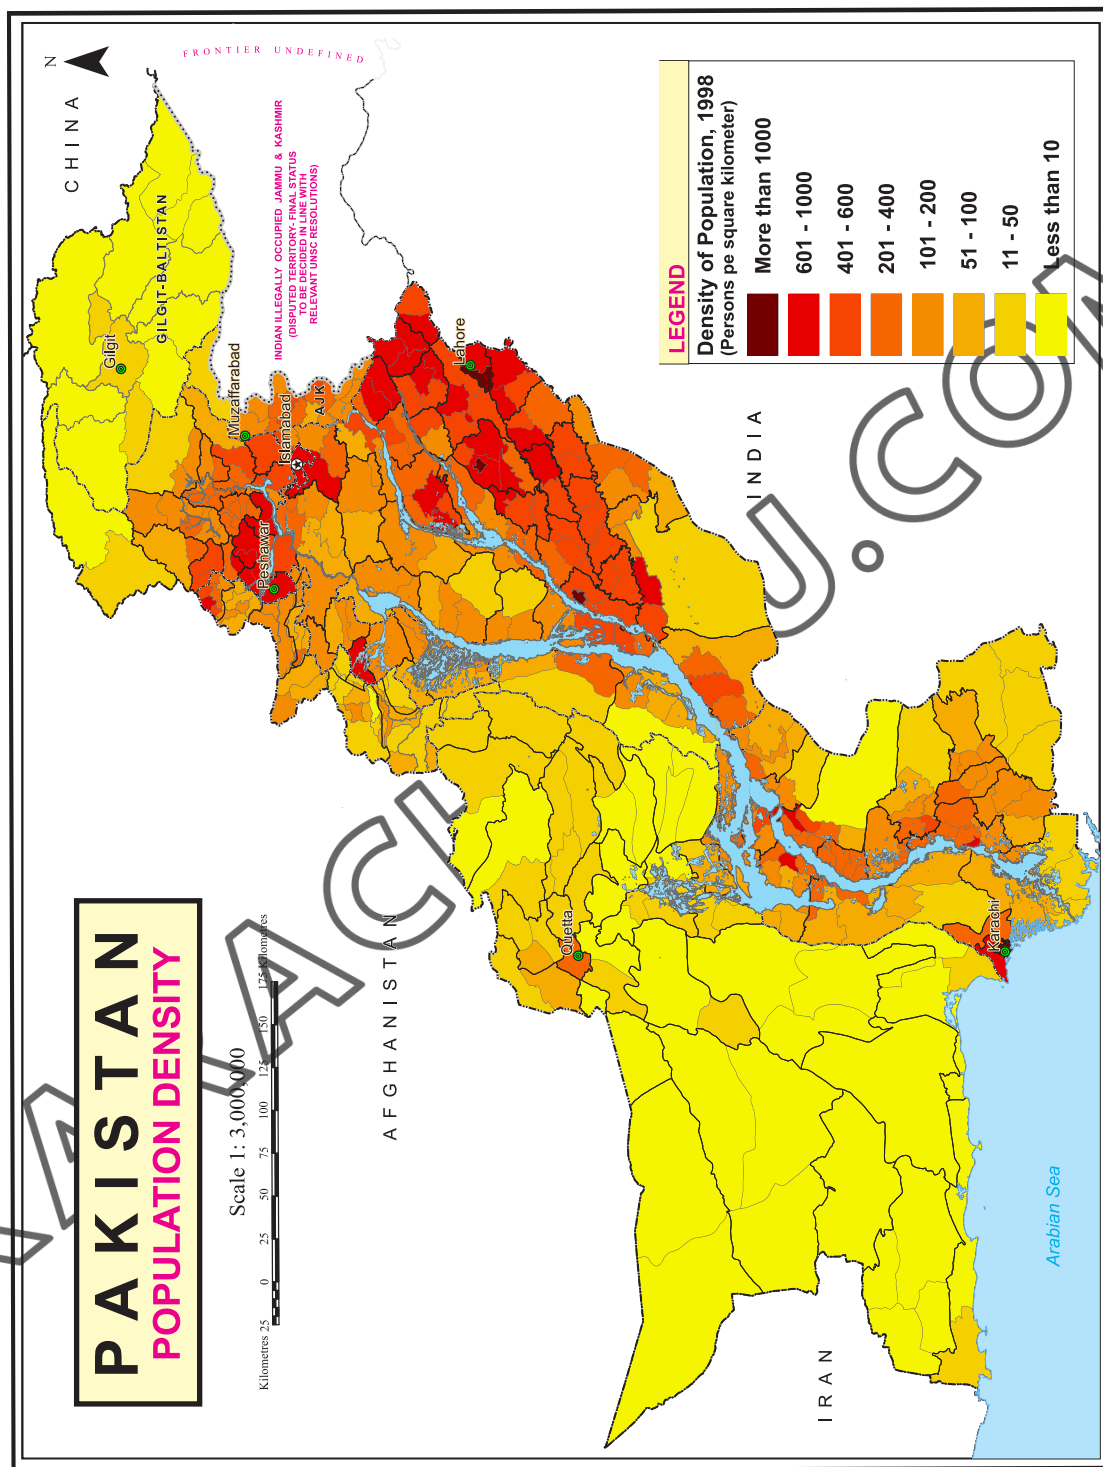 PAKISTAN
POPULATION DENSITY
Scale 1: 3,000,000
Kilometres 25 0 25 50 75 100 125 150 175 Kilometres
N
CHINA
FRONTIER UNDEFINED
INDIAN ILLEGALLY OCCUPIED JAMMU & KASHMIR
(DISPUTED TERRITORY- FINAL STATUS
TO BE DECIDED IN LINE WITH
RELEVANT UNSC RESOLUTIONS)
GILGIT-BALTISTAN
Gilgit
Muzaffarabad
Islamabad
AJK
Peshawar
Lahore
Quetta
Karachi
AFGHANISTAN
INDIA
IRAN
Arabian Sea
LEGEND
Density of Population, 1998
(Persons pe square kilometer)
More than 1000
601 - 1000
401 - 600
201 - 400
101 - 200
51 - 100
11 - 50
Less than 10